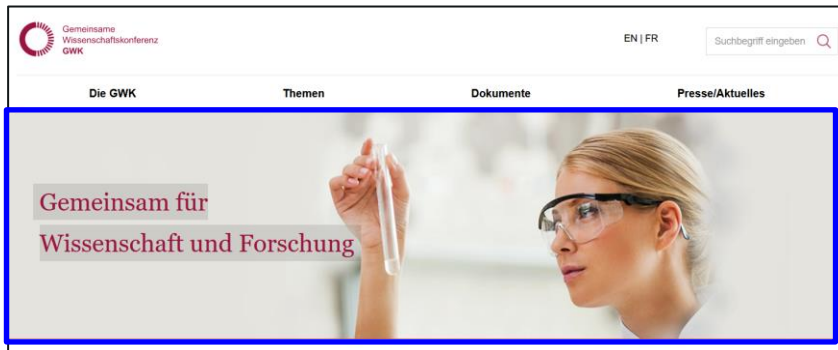 Gemeinsame
Wissenschaftskonferenz
GWK
EN | FR
Suchbegriff eingeben
Die GWK
Themen
Dokumente
Presse/Aktuelles
Gemeinsam für
Wissenschaft und Forschung